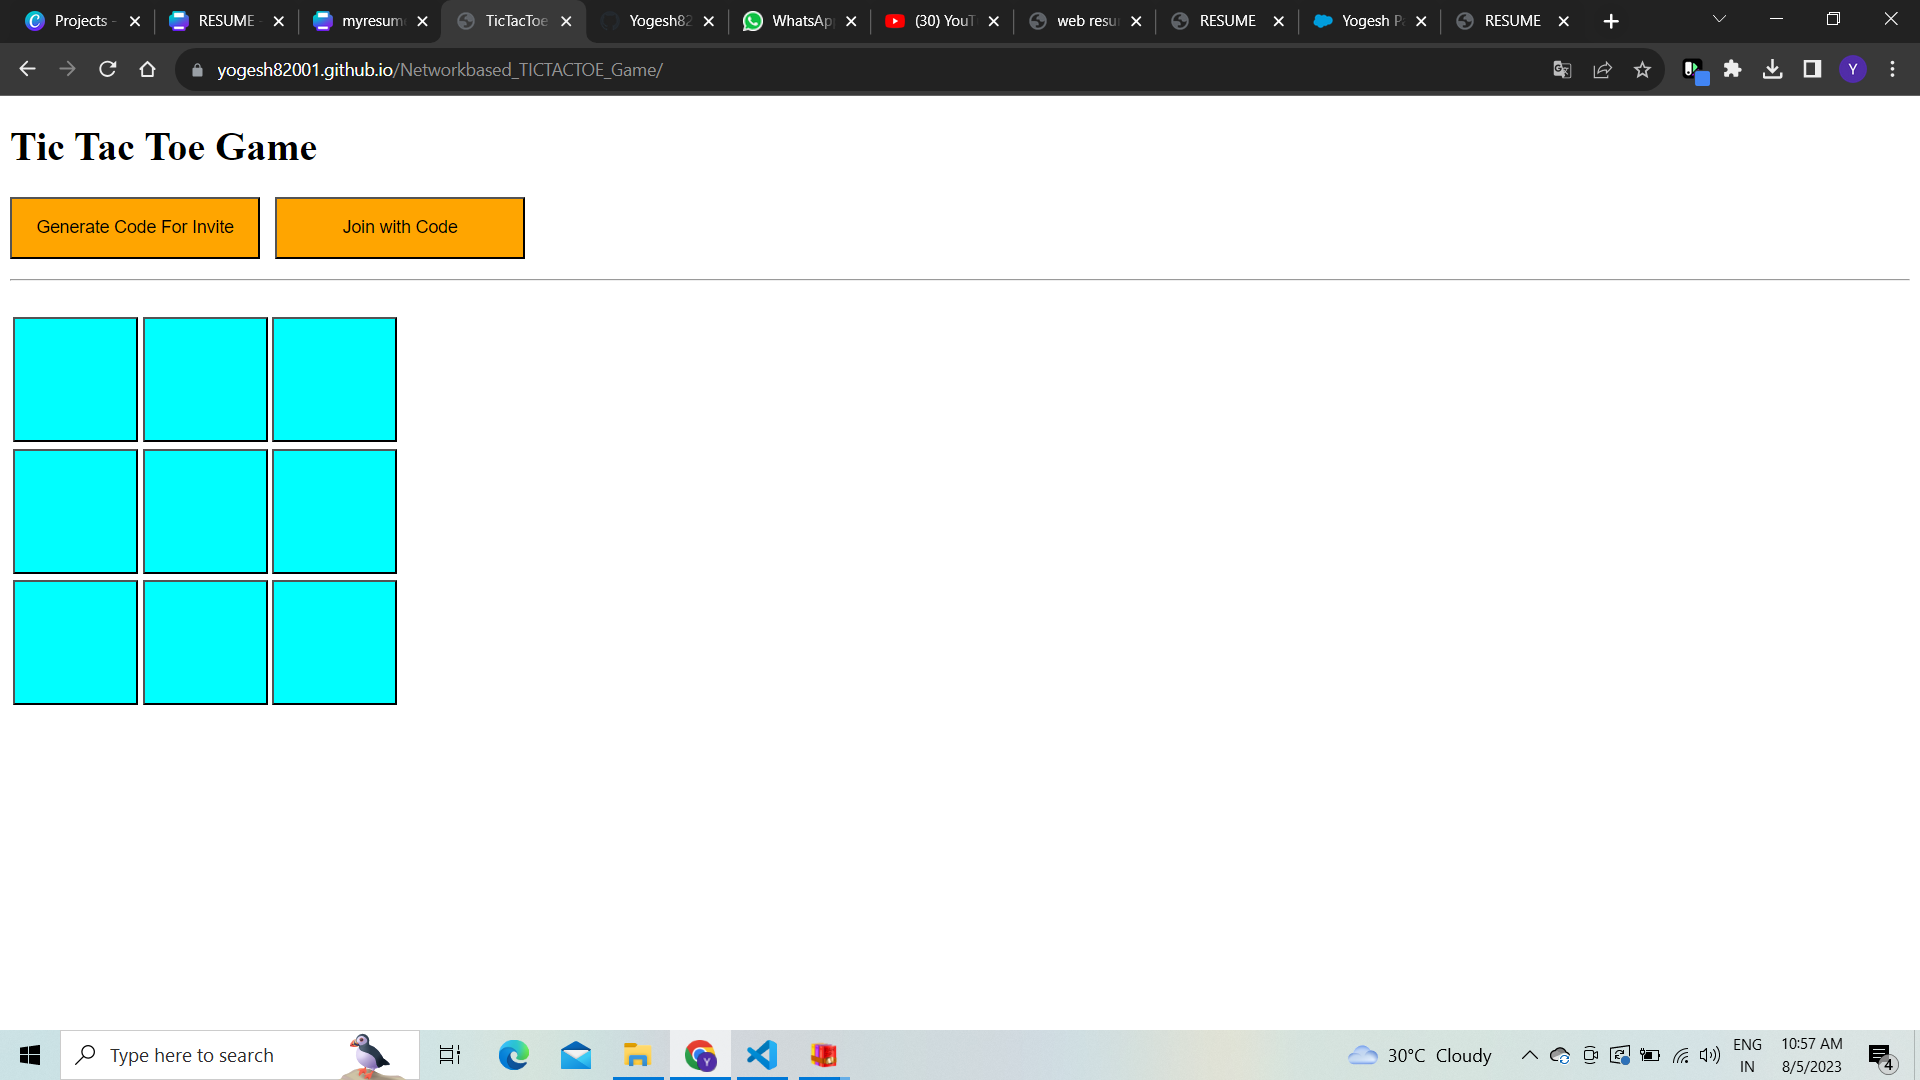 Projects -
RESUME -
myresum
TicTacToe
Yogesh82
WhatsAp
(30) YouT
web resu
RESUME
Yogesh P
RESUME
yogesh82001.github.io/Networkbased_TICTACTOE_Game/
Y
Tic Tac Toe Game
Generate Code For Invite
Join with Code
Type here to search
30°C Cloudy
ENG
IN
10:57 AM
8/5/2023
4